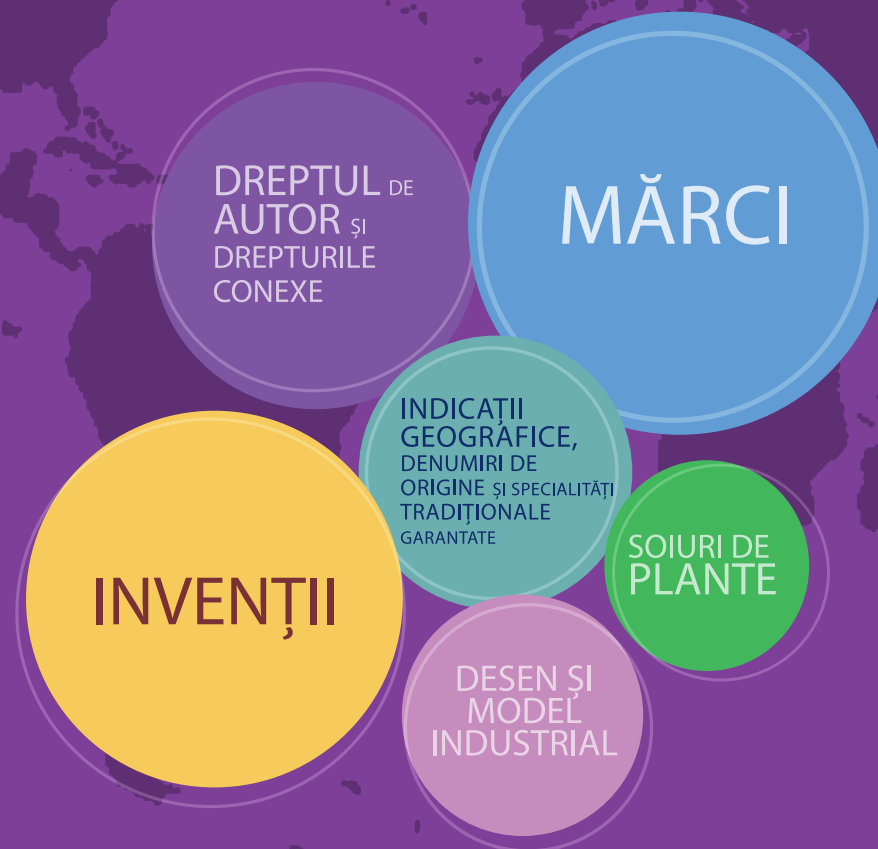 DREPTUL DE
AUTOR ȘI
DREPTURILE
CONEXE
MĂRCI
INDICAȚII
GEOGRAFICE,
DENUMIRI DE
ORIGINE ȘI SPECIALITĂȚI
TRADIȚIONALE
GARANTATE
INVENȚII
SOIURI DE
PLANTE
DESEN ȘI
MODEL
INDUSTRIAL